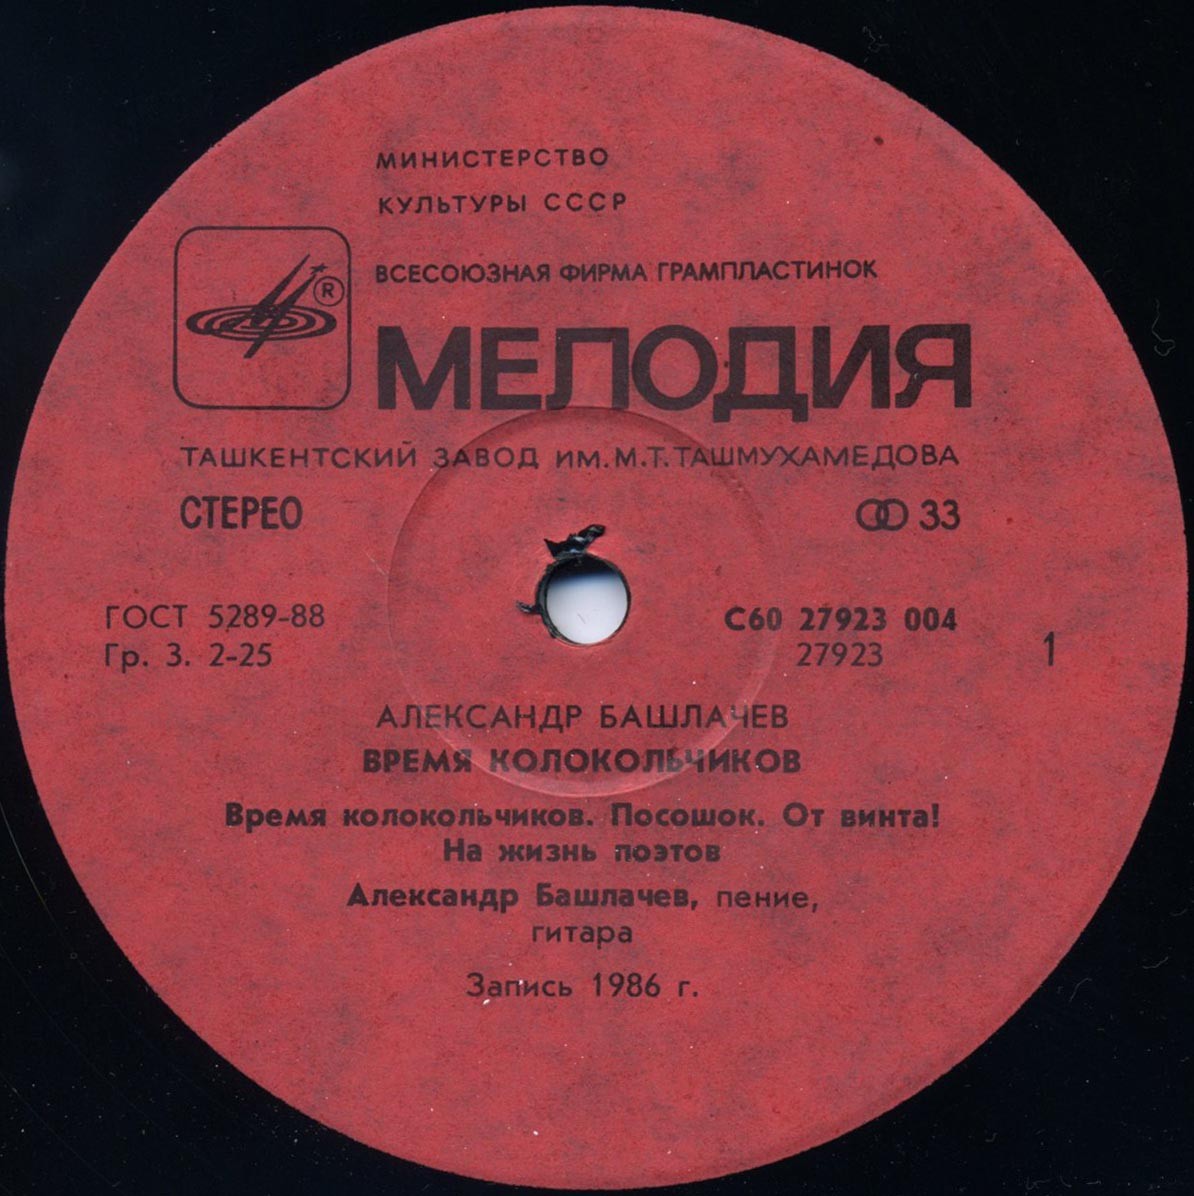 МИНИСТЕРСТВО
КУЛЬТУРЫ СССР
ВСЕСОЮЗНАЯ ФИРМА ГРАМПЛАСТИНОК
®
МЕЛОДИЯ
ТАШКЕНТСКИЙ ЗАВОД ИМ. М.Т. ТАШМУХАМЕДОВА
СТЕРЕО 33
ГОСТ 5289-88 С60 27923 004
Гр. 3. 2-25 27923 1
АЛЕКСАНДР БАШЛАЧЕВ
ВРЕМЯ КОЛОКОЛЬЧИКОВ
Время колокольчиков. Посошок. От винта!
На жизнь поэтов
Александр Башлачев, пение,
гитара
Запись 1986 г.